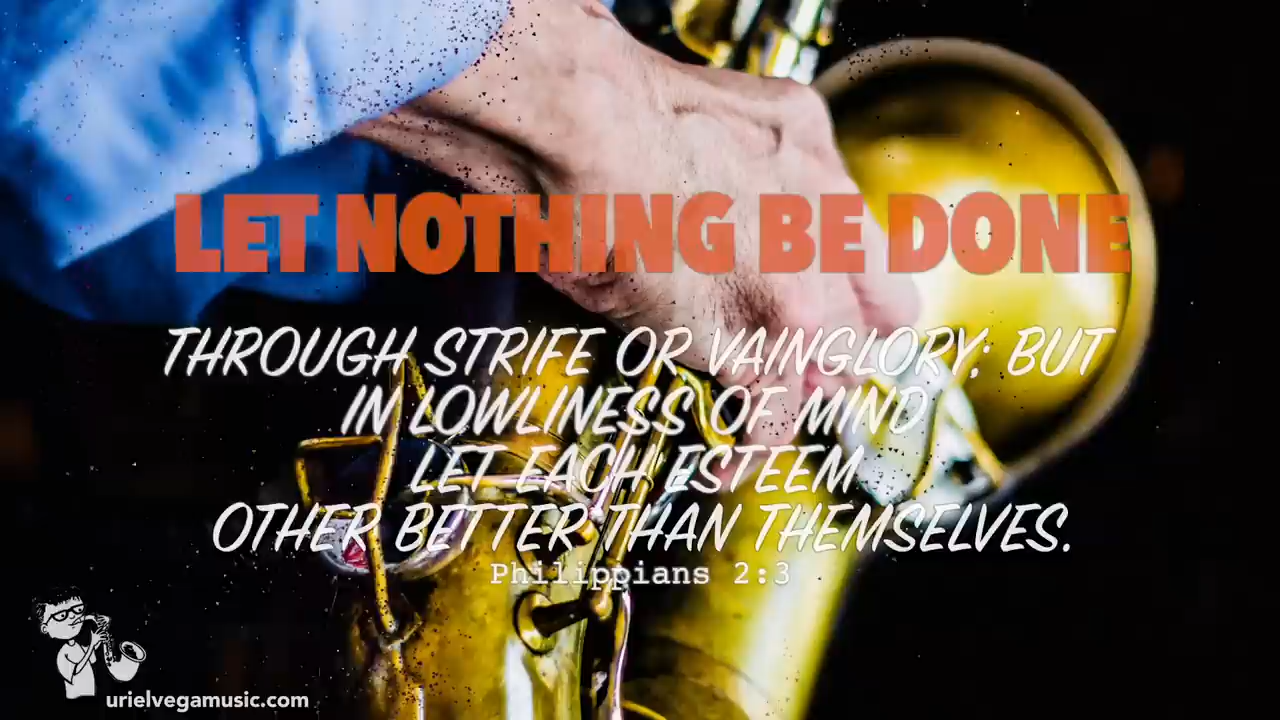 LET NOTHING BE DONE
THROUGH STRIFE OR VAINGLORY; BUT
IN LOWLINESS OF MIND
LET EACH ESTEEM
OTHER BETTER THAN THEMSELVES.
Philippians 2:3
urielvegamusic.com